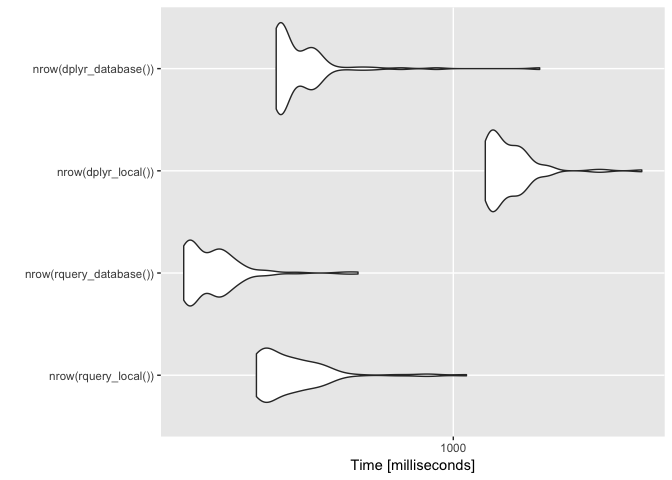 nrow(dplyr_database())
nrow(dplyr_local())
nrow(rquery_database())
nrow(rquery_local())
1000
Time [milliseconds]